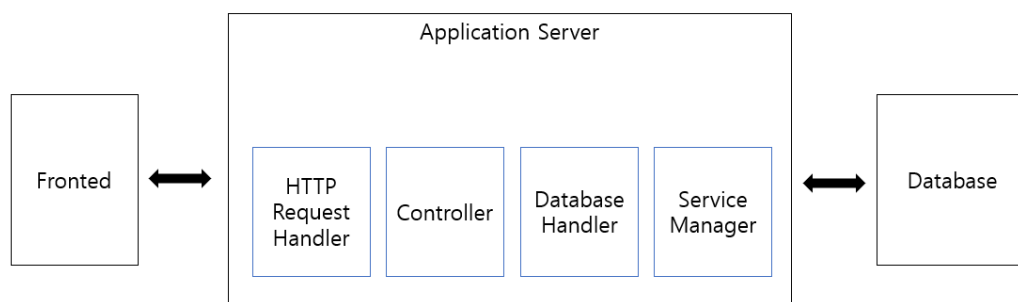 Application Server
Fronted
HTTP
Request
Handler
Controller
Database
Handler
Service
Manager
Database